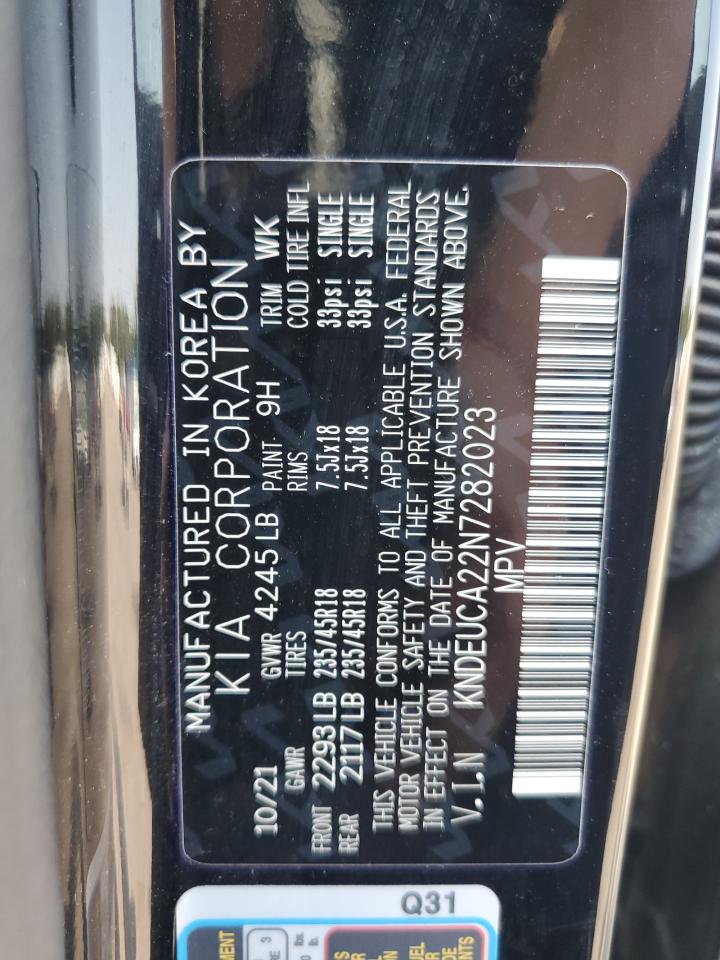 MANUFACTURED IN KOREA BY
KIA CORPORATION
10/21 GVWR 4245 LB PAINT 9H TRIM WK
GAWR TIRES RIMS COLD TIRE INFL
FRONT 2293 LB 235/45R18 7.5Jx18 33psi SINGLE
REAR 2117 LB 235/45R18 7.5Jx18 33psi SINGLE
THIS VEHICLE CONFORMS TO ALL APPLICABLE U.S.A. FEDERAL
MOTOR VEHICLE SAFETY AND THEFT PREVENTION STANDARDS
IN EFFECT ON THE DATE OF MANUFACTURE SHOWN ABOVE.
V.I.N KNDEUCA22N7282023
MPV
Q31